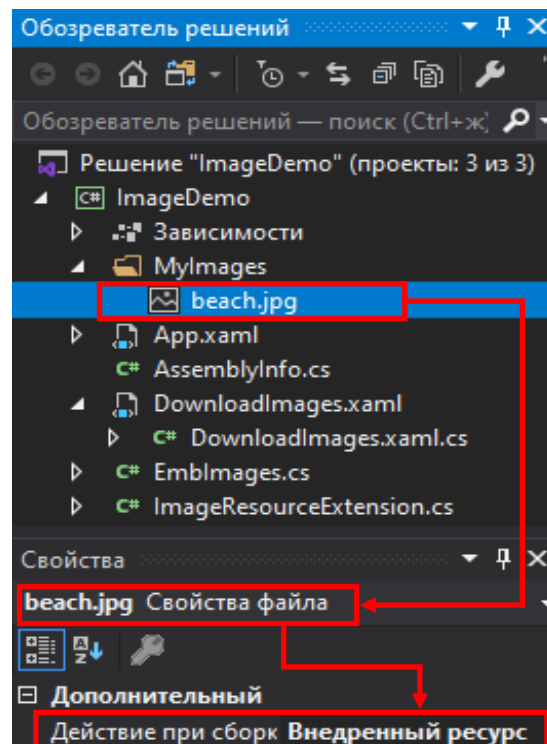 Обозреватель решений
Обозреватель решений — поиск (Ctrl+ж)
Решение "ImageDemo" (проекты: 3 из 3)
C# ImageDemo
Зависимости
MyImages
beach.jpg
App.xaml
C# AssemblyInfo.cs
DownloadImages.xaml
C# DownloadImages.xaml.cs
C# EmbImages.cs
C# ImageResourceExtension.cs
Свойства
beach.jpg Свойства файла
Дополнительный
Действие при сборк Внедренный ресурс